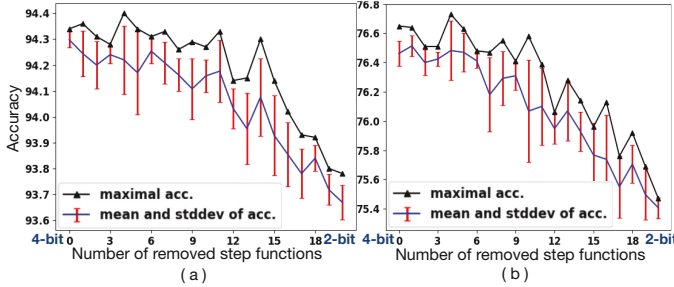 94.4
94.3
94.2
94.1
94.0
93.9
93.8
93.7
93.6
Accuracy
maximal acc.
mean and stddev of acc.
4-bit
0 3 6 9 12 15 18
2-bit
Number of removed step functions
( a )
76.8
76.6
76.4
76.2
76.0
75.8
75.6
75.4
maximal acc.
mean and stddev of acc.
4-bit
0 3 6 9 12 15 18
2-bit
Number of removed step functions
( b )